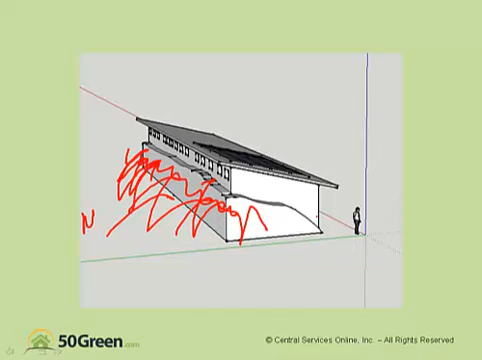 N
50Green.com
© Central Services Online, Inc. – All Rights Reserved